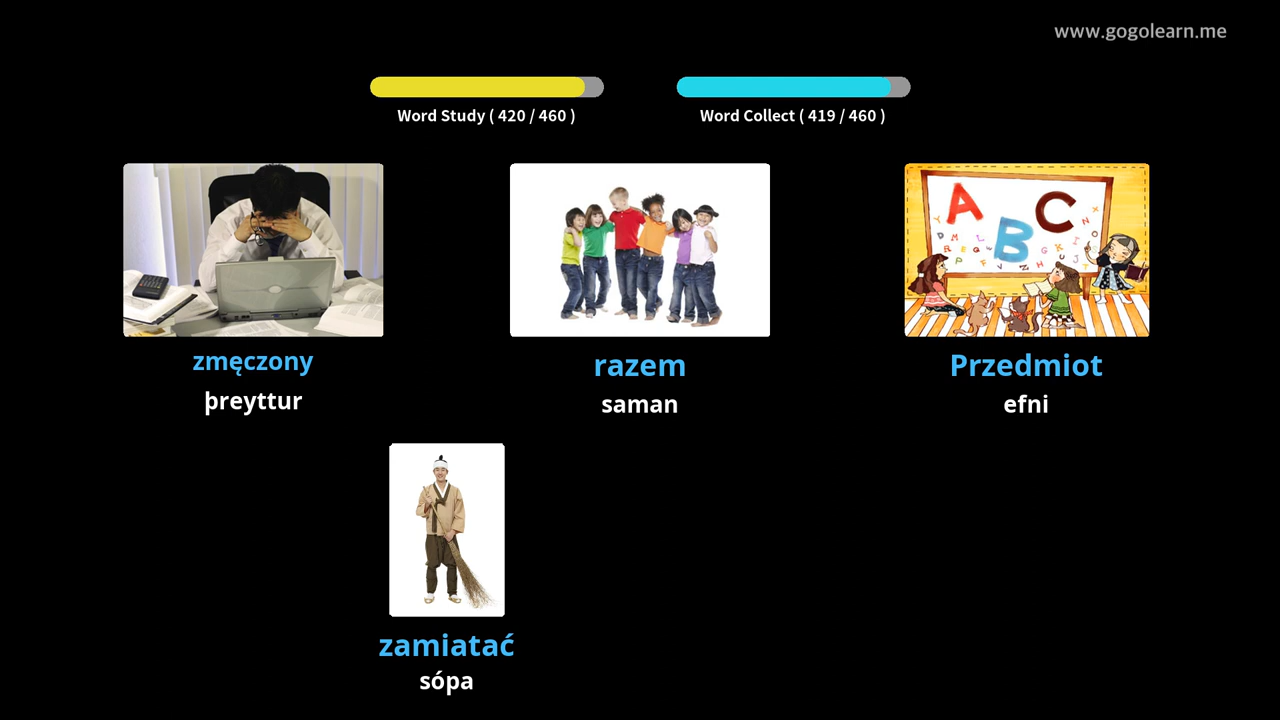 www.gogolearn.me
Word Study ( 420 / 460 )
Word Collect ( 419 / 460 )
A
B
C
zmęczony
razem
Przedmiot
þreyttur
saman
efni
zamiatać
sópa